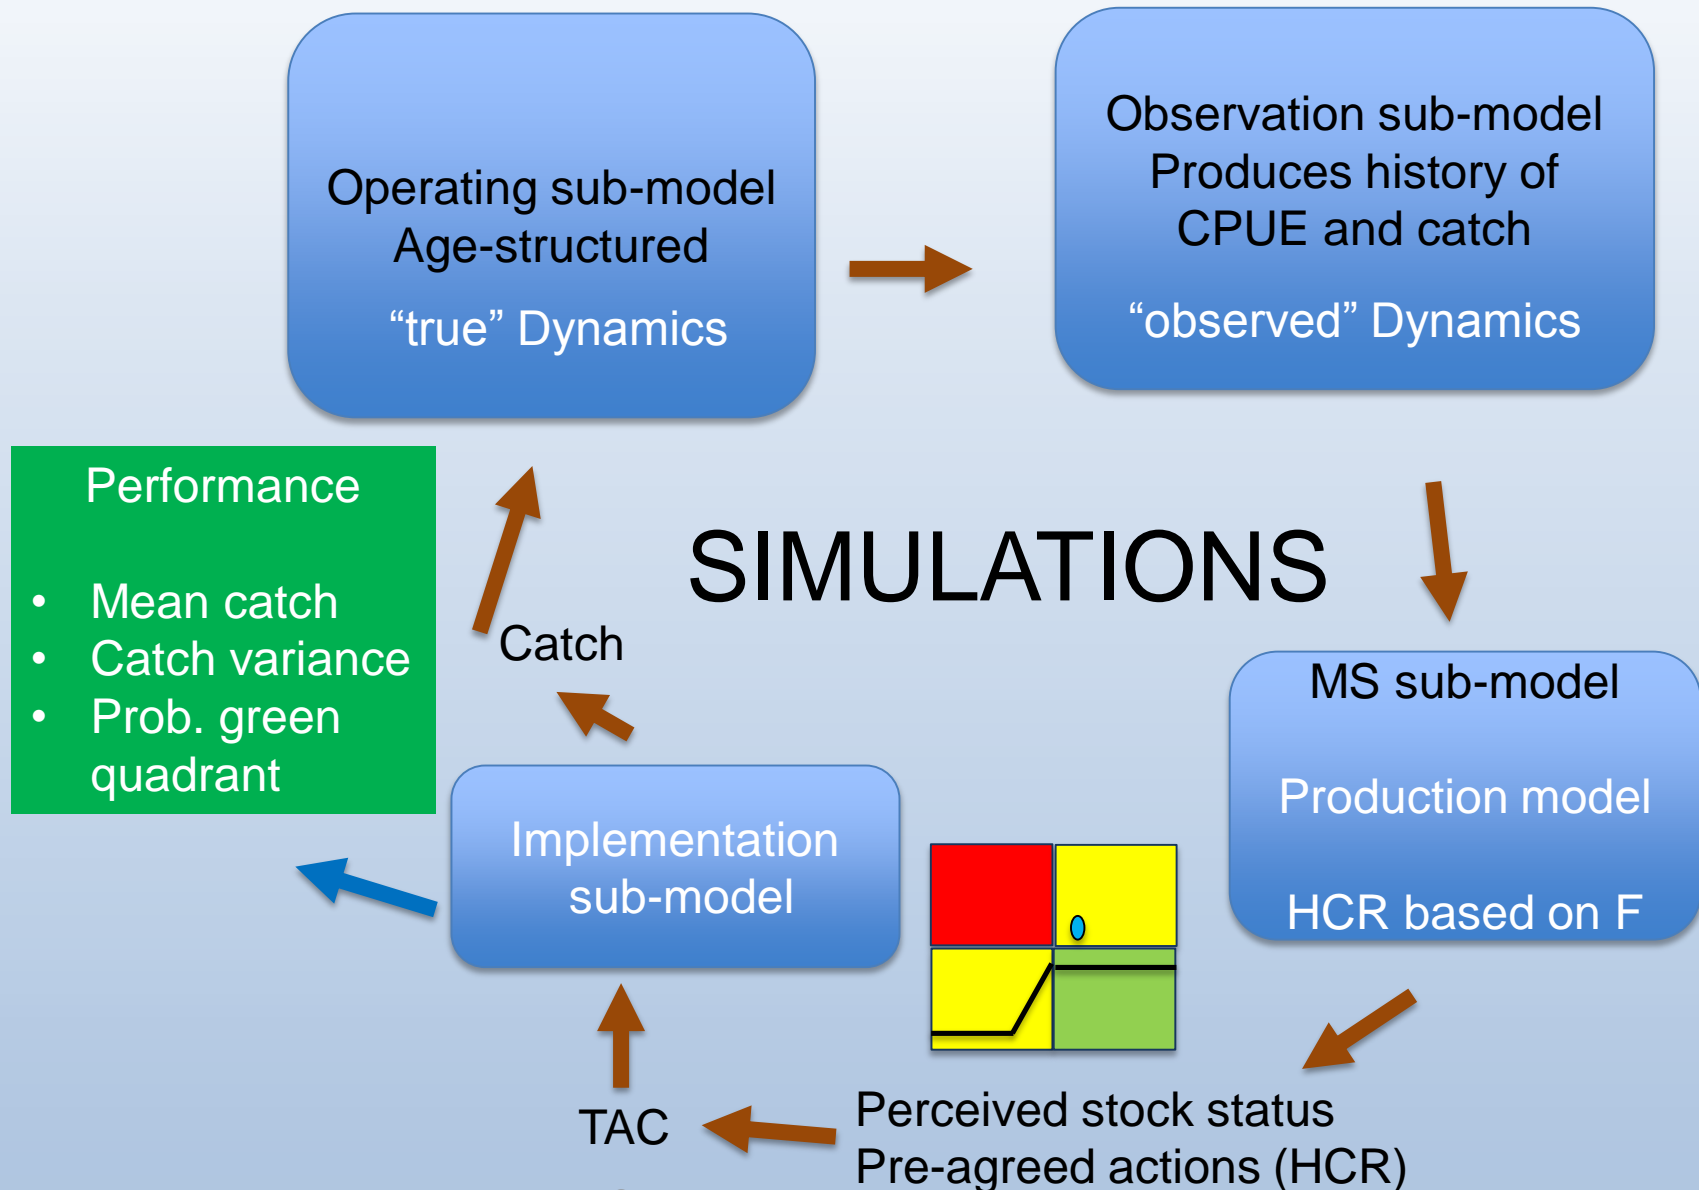 Operating sub-model
Age-structured
“true” Dynamics
Observation sub-model
Produces history of
CPUE and catch
“observed” Dynamics
Performance
• Mean catch
• Catch variance
• Prob. green
quadrant
SIMULATIONS
Catch
MS sub-model
Production model
HCR based on F
Implementation
sub-model
TAC
Perceived stock status
Pre-agreed actions (HCR)